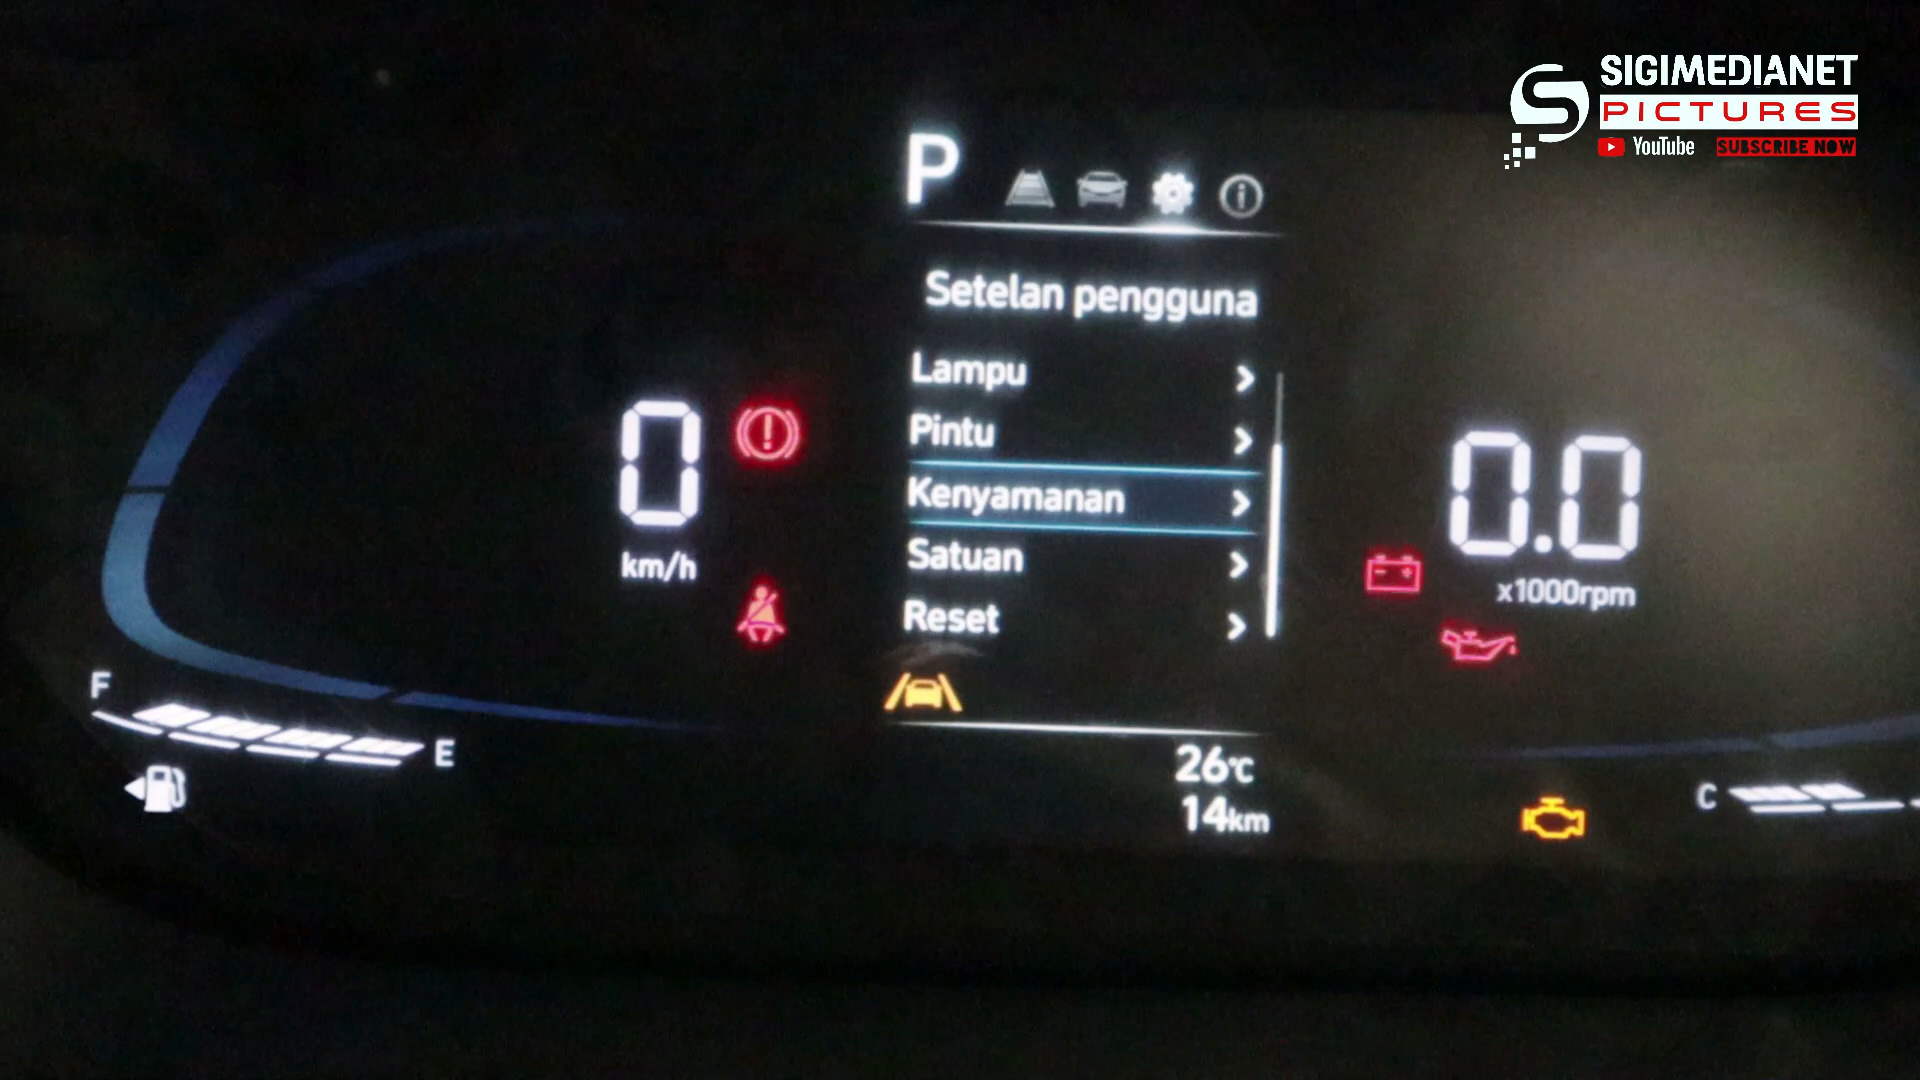 SIGIMEDIANET
PICTURES
YouTube SUBSCRIBE NOW
P
Setelan pengguna
Lampu
Pintu
Kenyamanan
Satuan
Reset
0
km/h
0.0
x1000rpm
F
E
26°C
14km
C